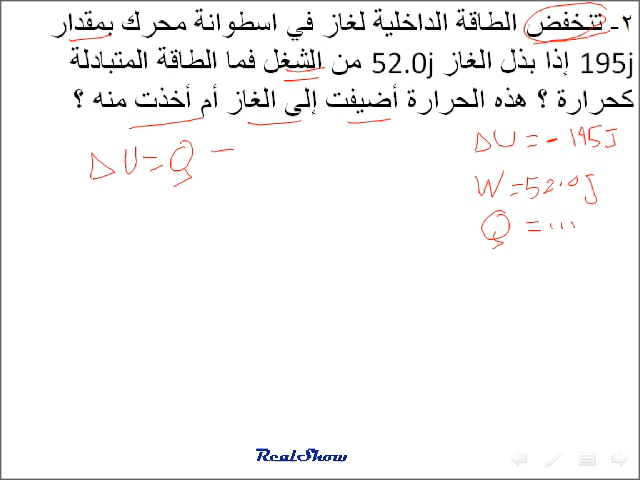 ٢- تنخفض الطاقة الداخلية لغاز في اسطوانة محرك بمقدار
195j إذا بذل الغاز 52.0j من الشغل فما الطاقة المتبادلة
كحرارة ؟ هذه الحرارة أضيفت إلى الغاز أم أخذت منه ؟
ΔU = - 195J
ΔU = Q -
W = 52.0J
Q = ...
RealShow